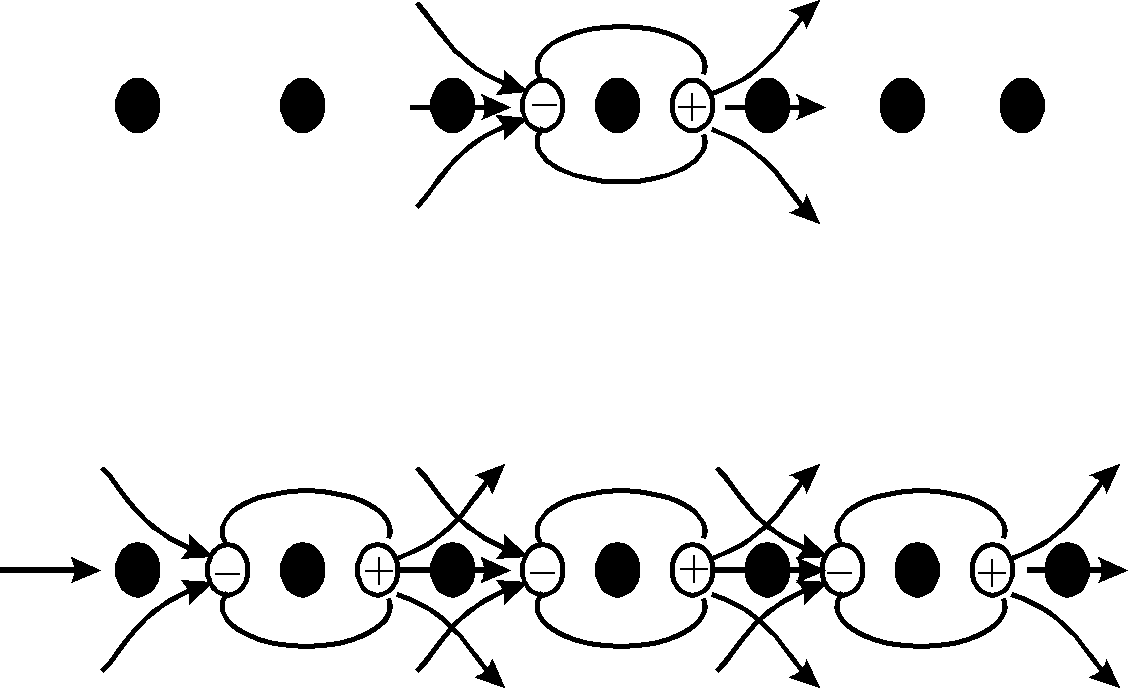 − +
− + − + − +